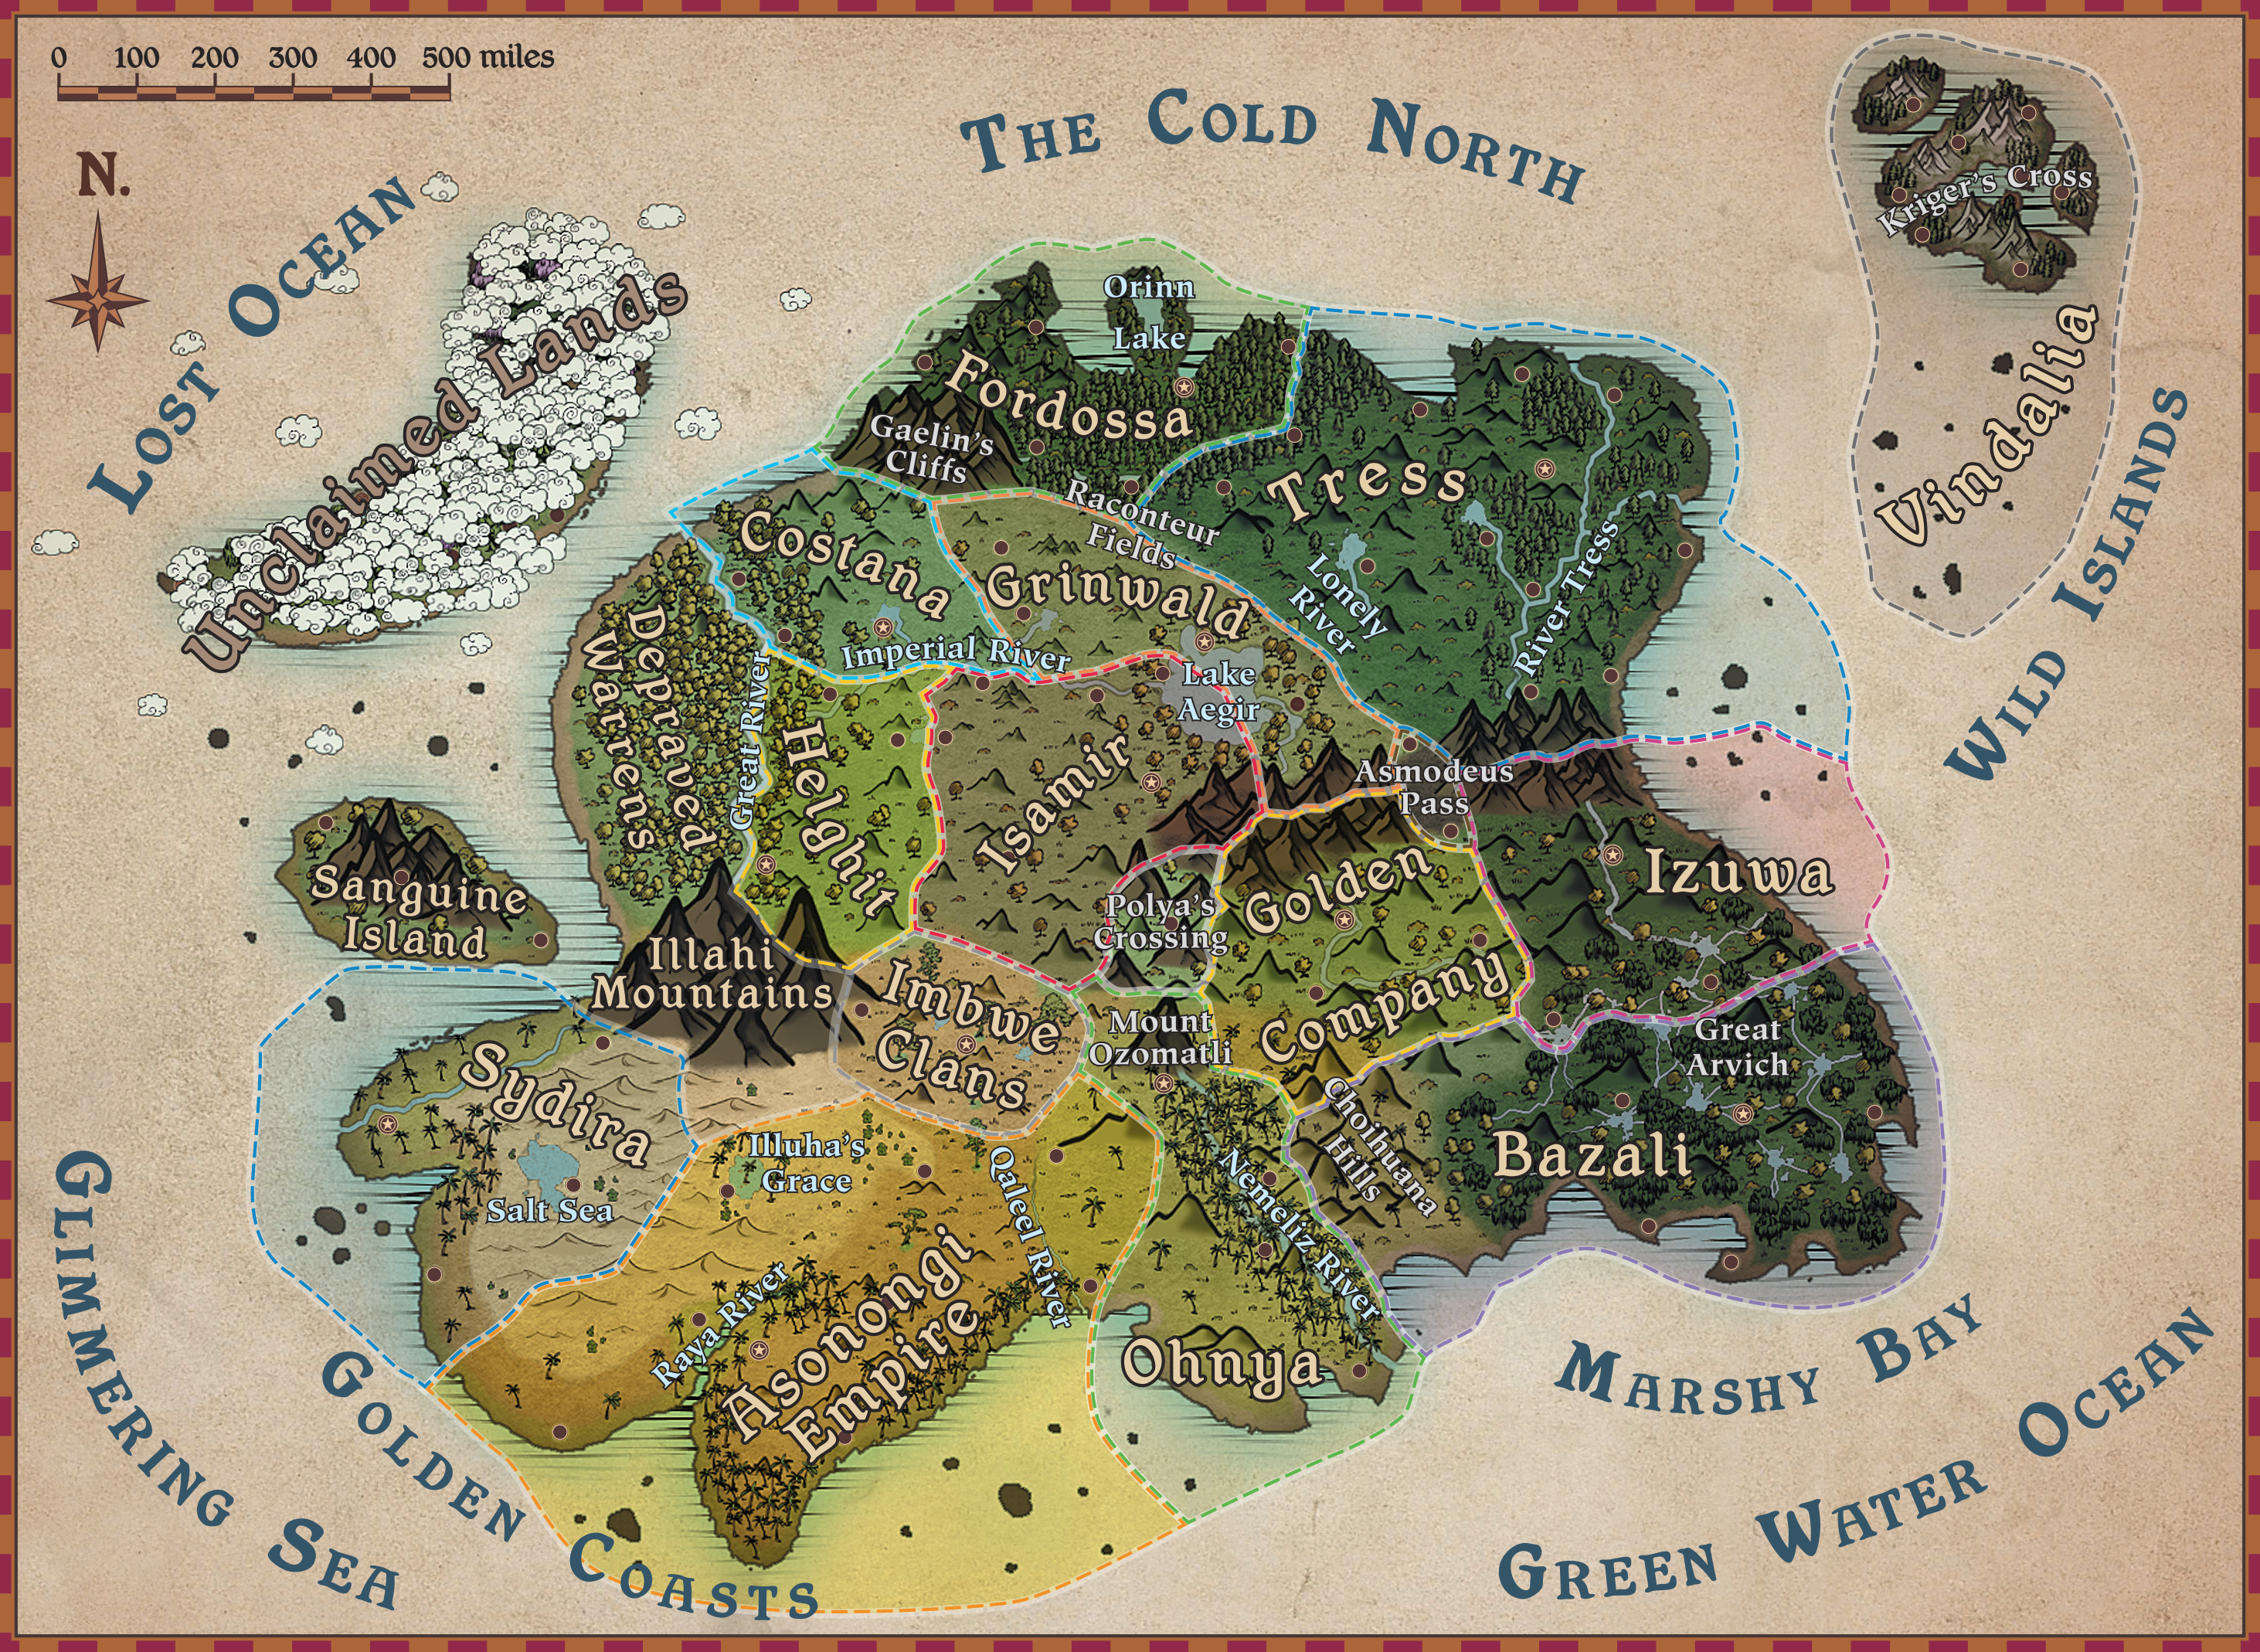 0 100 200 300 400 500 miles
N.
The Cold North
Lost Ocean
Unclaimed Lands
Kriger's Cross
Vindalia
Wild Islands
Orinn
Lake
Fordossa
Gaelin's
Cliffs
Raconteur
Fields
Tress
Lonely
River
River Tress
Costana
Grinwald
Imperial River
Lake
Aegir
Depraved
Warrens
Great River
Helghit
Isamir
Asmodeus
Pass
Izuwa
Golden
Company
Polya's
Crossing
Sanguine
Island
Illahi
Mountains
Imbwe
Clans
Mount
Ozomatli
Great
Arvich
Choihuana
Hills
Bazali
Sydira
Salt Sea
Illuha's
Grace
Qaleel River
Nemeliz River
Raya River
Asonongi
Empire
Ohnya
Glimmering Sea
Golden Coasts
Marshy Bay
Green Water Ocean